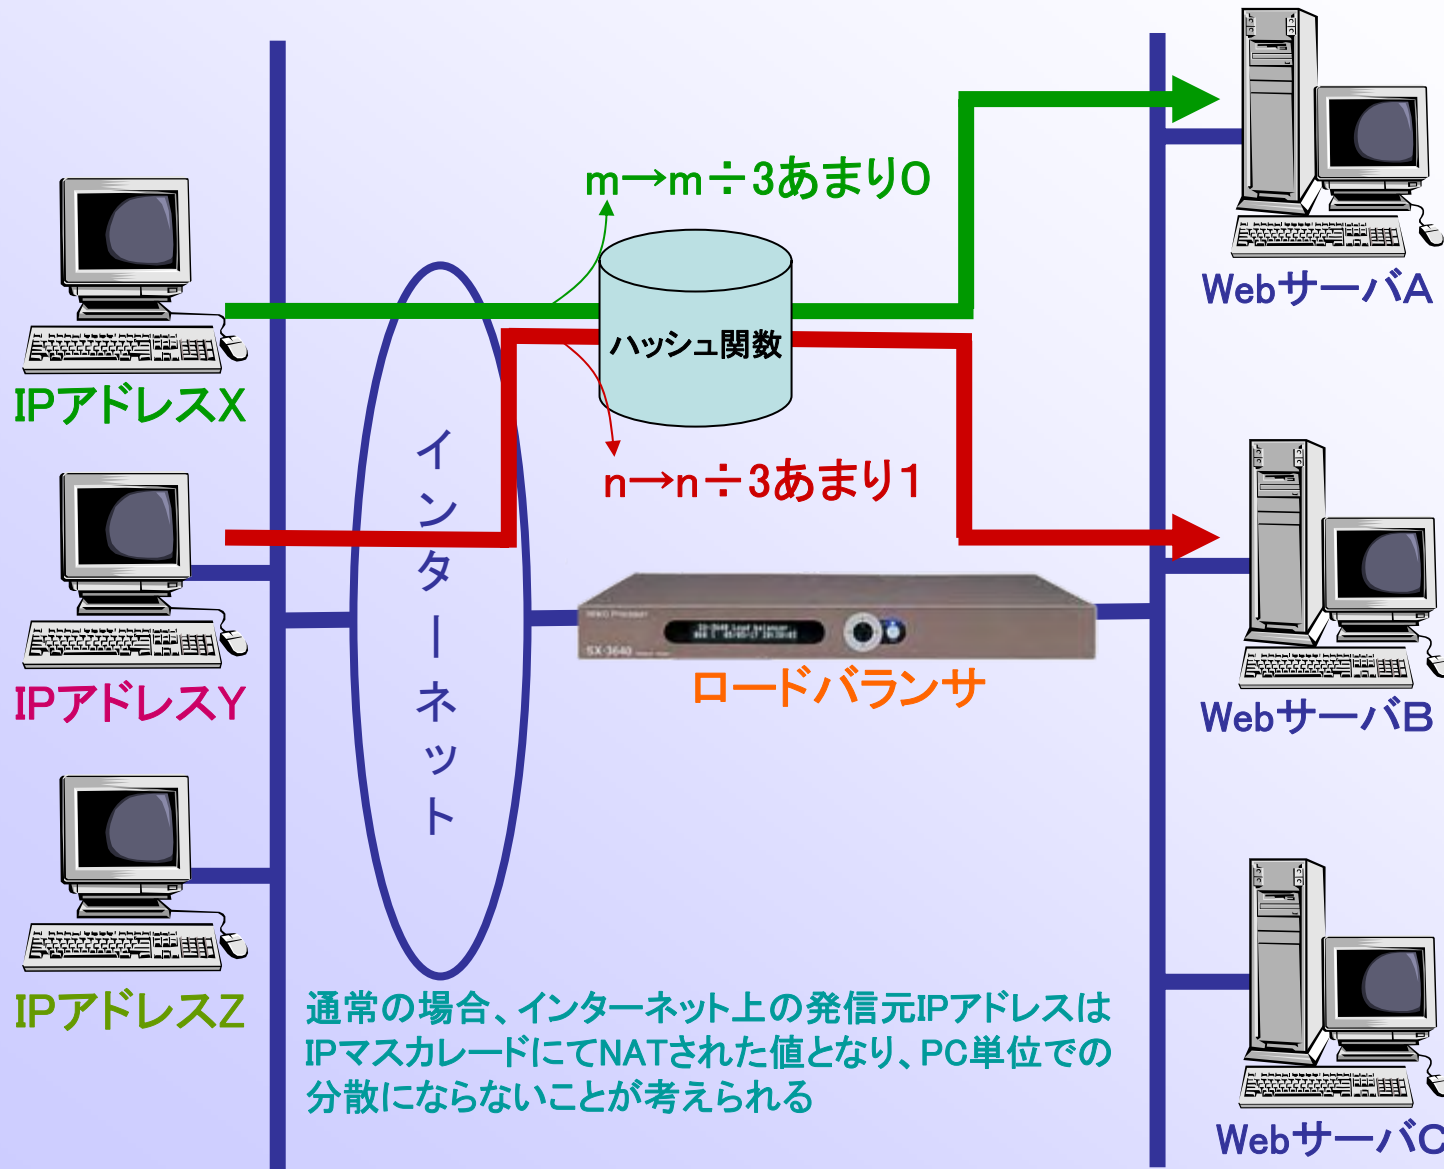 m→m÷3あまり0
WebサーバA
ハッシュ関数
IPアドレスX
n→n÷3あまり1
インターネット
SX-3640
ロードバランサ
IPアドレスY
WebサーバB
IPアドレスZ
通常の場合、インターネット上の発信元IPアドレスは
IPマスカレードにてNATされた値となり、PC単位での
分散にならないことが考えられる
WebサーバC